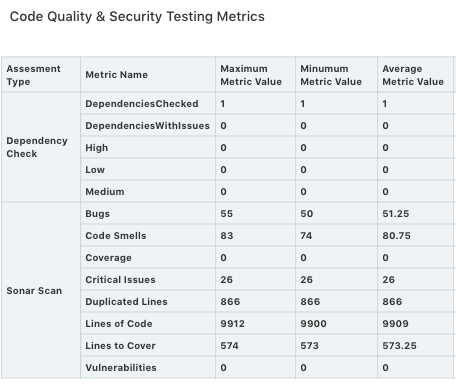 Code Quality & Security Testing Metrics
Assesment Type Metric Name Maximum Metric Value Minumum Metric Value Average Metric Value
Dependency Check
DependenciesChecked 1 1 1
DependenciesWithIssues 0 0 0
High 0 0 0
Low 0 0 0
Medium 0 0 0
Sonar Scan
Bugs 55 50 51.25
Code Smells 83 74 80.75
Coverage 0 0 0
Critical Issues 26 26 26
Duplicated Lines 866 866 866
Lines of Code 9912 9900 9909
Lines to Cover 574 573 573.25
Vulnerabilities 0 0 0